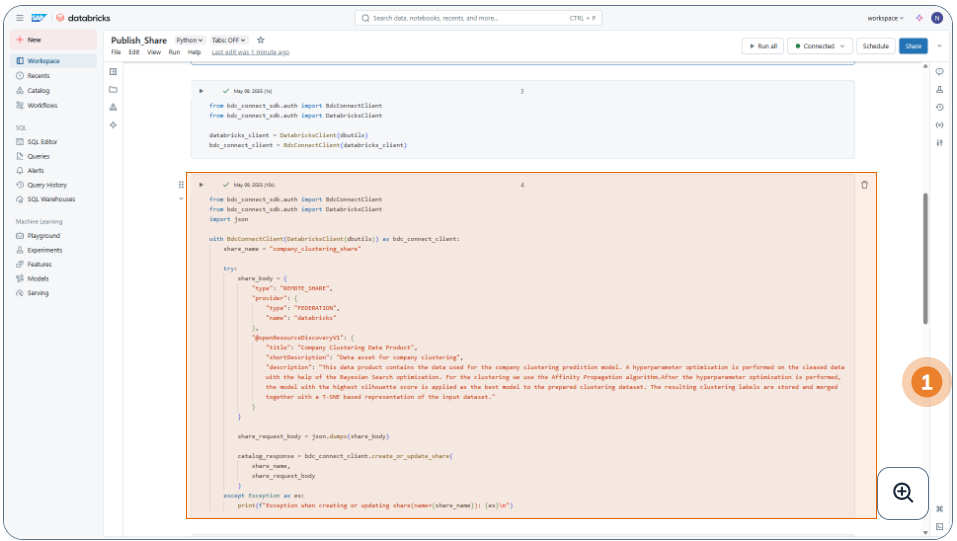 SAP databricks
Search data, notebooks, recents, and more...
CTRL + P
workspace
N
New
Workspace
Recents
Catalog
Workflows
SQL
SQL Editor
Queries
Alerts
Query History
SQL Warehouses
Machine Learning
Playground
Experiments
Features
Models
Serving
Publish_Share Python Tabs: OFF
File Edit View Run Help Last edit was 1 minute ago
Run all Connected Schedule Share
May 09, 2025 (1s) 3
from bdc_connect_sdk.auth import BdcConnectClient
from bdc_connect_sdk.auth import DatabricksClient
databricks_client = DatabricksClient(dbutils)
bdc_connect_client = BdcConnectClient(databricks_client)
May 09, 2025 (10s) 4
from bdc_connect_sdk.auth import BdcConnectClient
from bdc_connect_sdk.auth import DatabricksClient
import json
with BdcConnectClient(DatabricksClient(dbutils)) as bdc_connect_client:
share_name = "company_clustering_share"
try:
share_body = {
"type": "REMOTE_SHARE",
"provider": {
"type": "FEDERATION",
"name": "databricks"
},
"@openResourceDiscoveryV1": {
"title": "Company Clustering Data Product",
"shortDescription": "Data asset for company clustering",
"description": "This data product contains the data used for the company clustering prediction model. A hyperparameter optimization is performed on the cleased data
with the help of the Bayesian Search optimization. For the clustering we use the Affinity Propagation algorithm.After the hyperparameter optimization is performed,
the model with the highest silhouette score is applied as the best model to the prepared clustering dataset. The resulting clustering labels are stored and merged
together with a T-SNE based representation of the input dataset."
}
}
share_request_body = json.dumps(share_body)
catalog_response = bdc_connect_client.create_or_update_share(
share_name,
share_request_body
)
except Exception as ex:
print(f"Exception when creating or updating share(name={share_name}): {ex}\n")
1